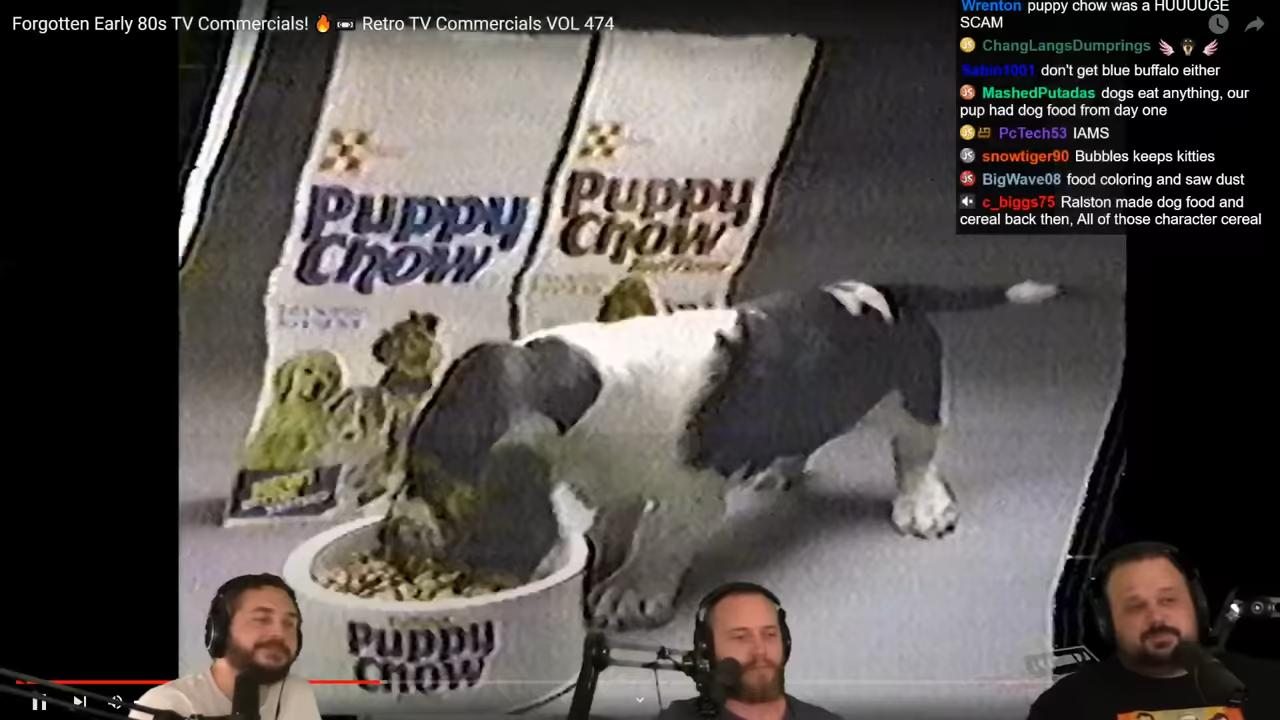 Forgotten Early 80s TV Commercials! 🔥 📼 Retro TV Commercials VOL 474
Wrenton puppy chow was a HUUUUGE
SCAM
ChangLangsDumprings
Sabin1001 don't get blue buffalo either
MashedPutadas dogs eat anything, our
pup had dog food from day one
PcTech53 IAMS
snowtiger90 Bubbles keeps kitties
BigWave08 food coloring and saw dust
c_biggs75 Ralston made dog food and
cereal back then, All of those character cereal
Puppy
Chow
Puppy
Chow
Puppy
Chow